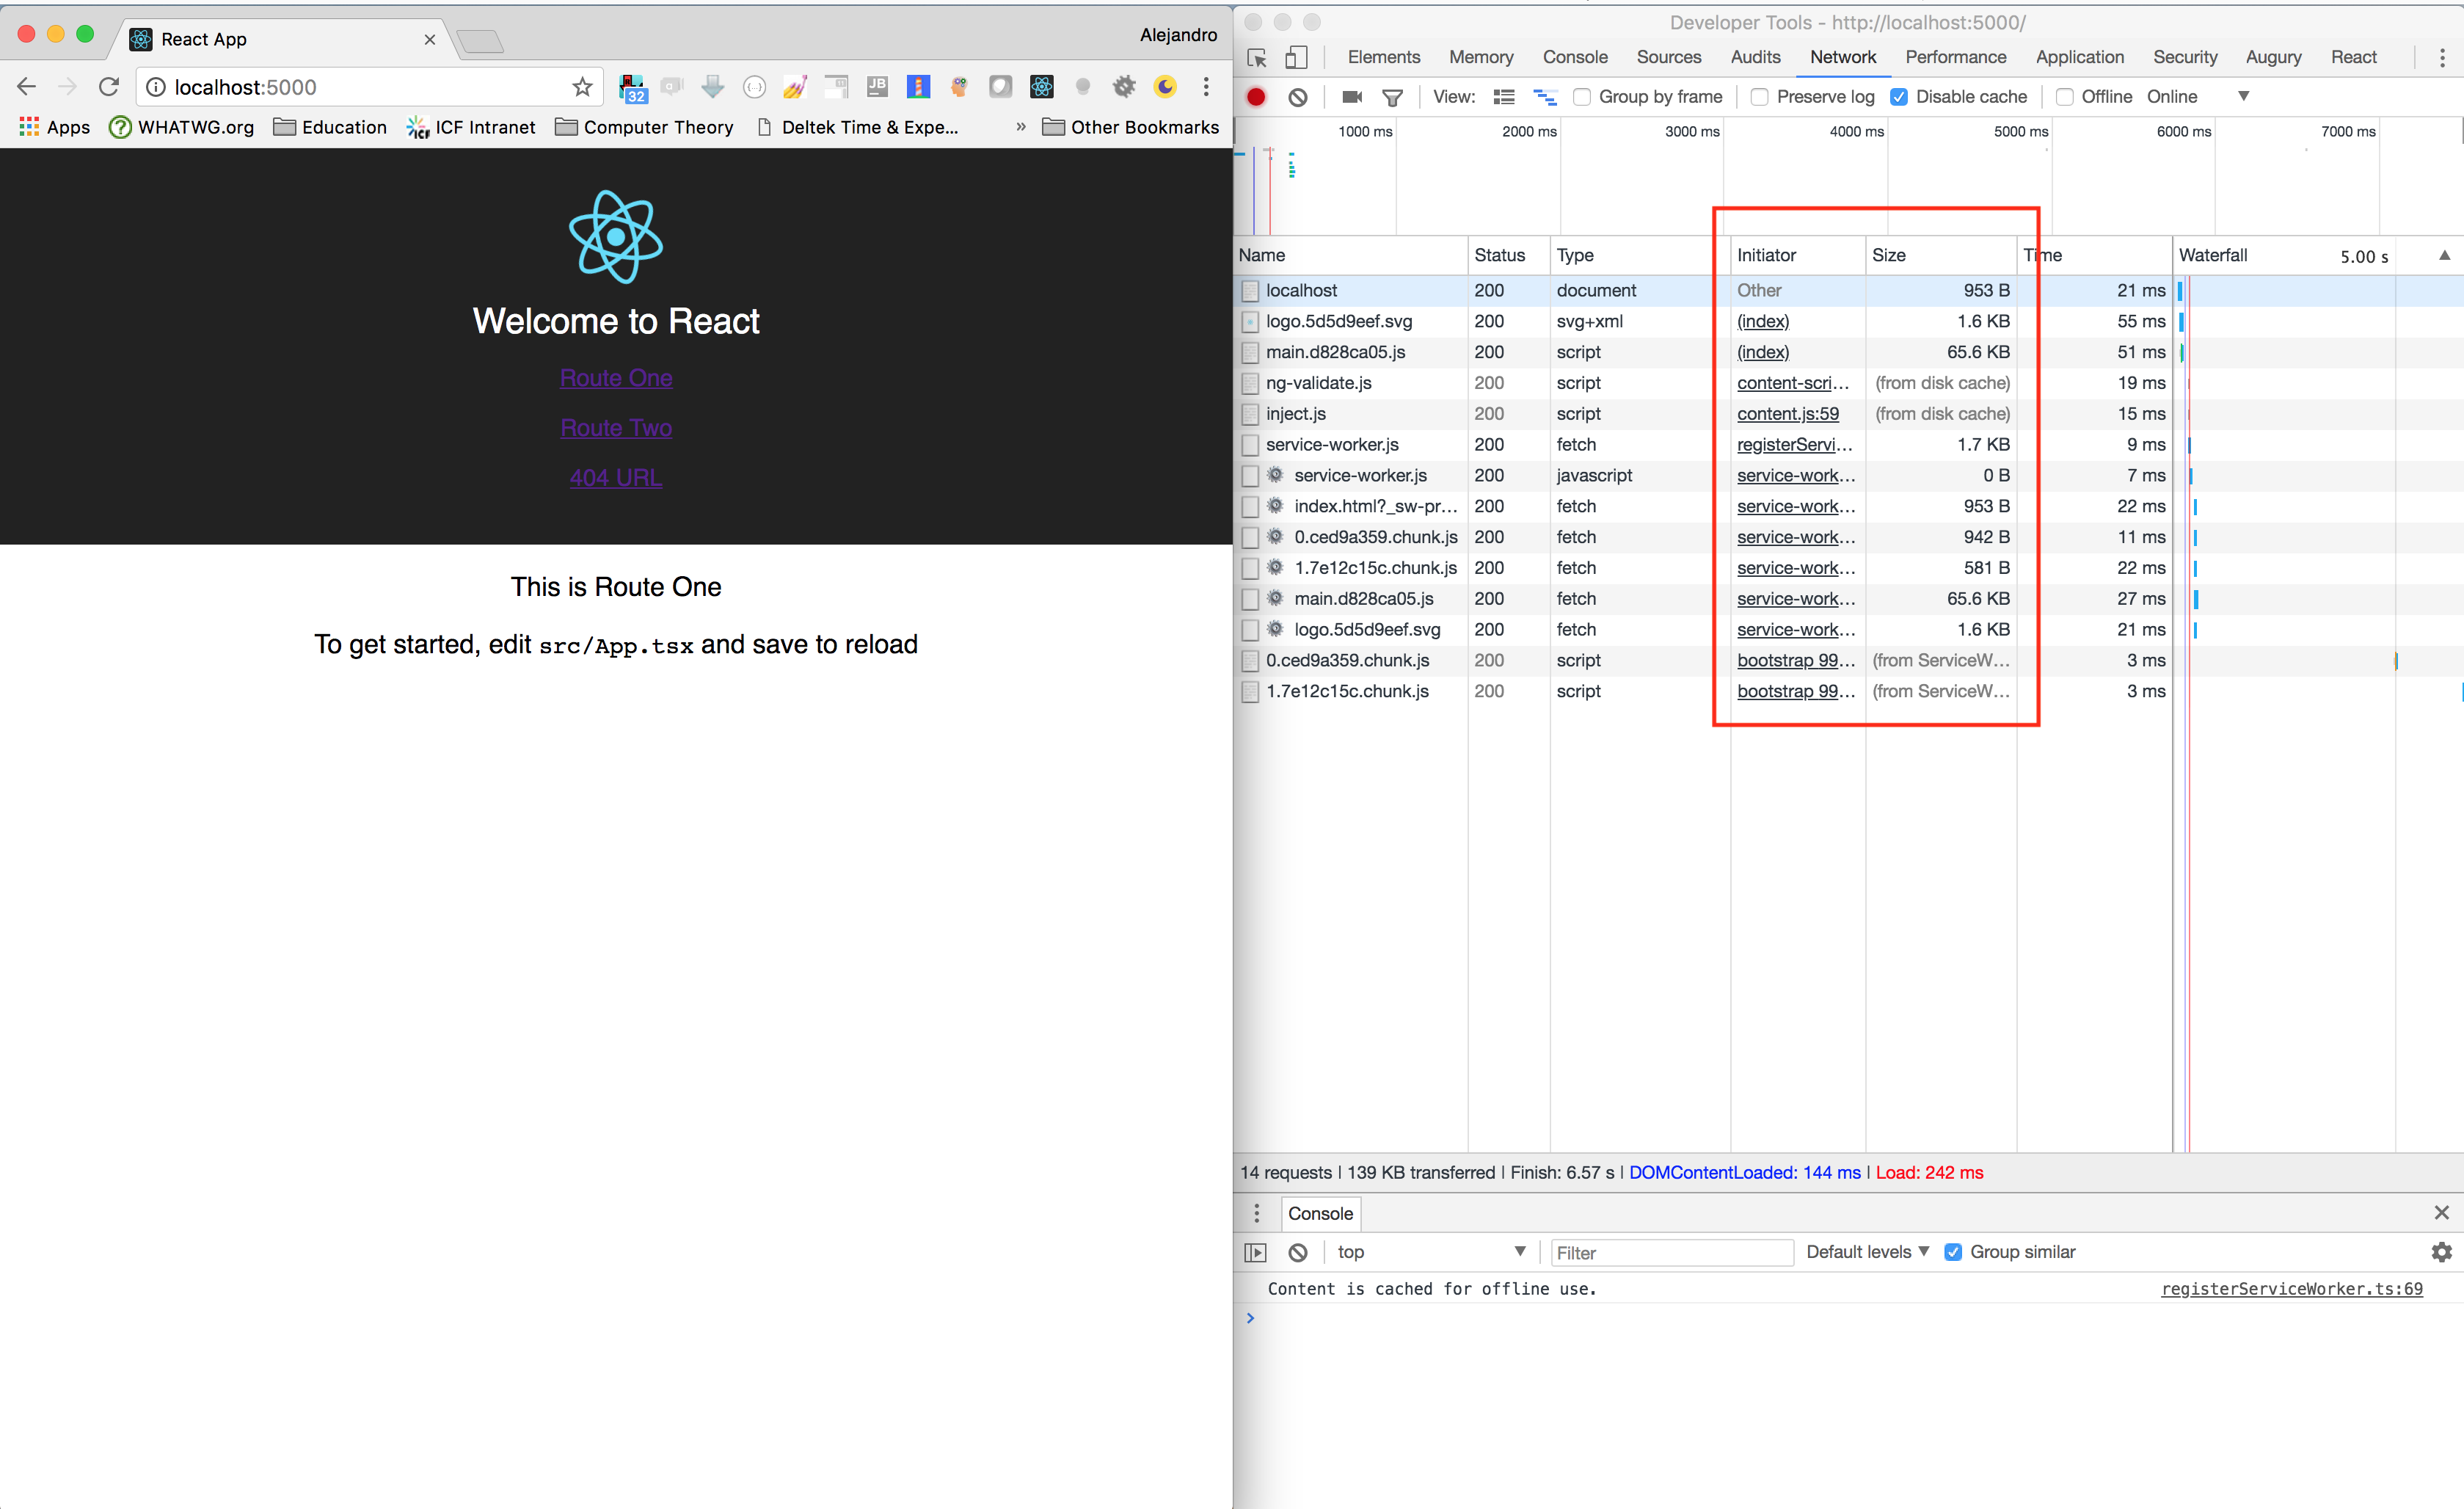 React App
Alejandro
localhost:5000
32
JB
Apps
WHATWG.org
Education
ICF
ICF Intranet
Computer Theory
Deltek Time & Expe...
»
Other Bookmarks
Welcome to React
Route One
Route Two
404 URL
This is Route One
To get started, edit src/App.tsx and save to reload
Developer Tools - http://localhost:5000/
Elements Memory Console Sources Audits Network Performance Application Security Augury React
View: Group by frame Preserve log Disable cache Offline Online
1000 ms 2000 ms 3000 ms 4000 ms 5000 ms 6000 ms 7000 ms
Name Status Type Initiator Size Time Waterfall 5.00 s
localhost 200 document Other 953 B 21 ms
logo.5d5d9eef.svg 200 svg+xml (index) 1.6 KB 55 ms
main.d828ca05.js 200 script (index) 65.6 KB 51 ms
ng-validate.js 200 script content-scri... (from disk cache) 19 ms
inject.js 200 script content.js:59 (from disk cache) 15 ms
service-worker.js 200 fetch registerServi... 1.7 KB 9 ms
service-worker.js 200 javascript service-work... 0 B 7 ms
index.html?_sw-pr... 200 fetch service-work... 953 B 22 ms
0.ced9a359.chunk.js 200 fetch service-work... 942 B 11 ms
1.7e12c15c.chunk.js 200 fetch service-work... 581 B 22 ms
main.d828ca05.js 200 fetch service-work... 65.6 KB 27 ms
logo.5d5d9eef.svg 200 fetch service-work... 1.6 KB 21 ms
0.ced9a359.chunk.js 200 script bootstrap 99... (from ServiceW... 3 ms
1.7e12c15c.chunk.js 200 script bootstrap 99... (from ServiceW... 3 ms
14 requests | 139 KB transferred | Finish: 6.57 s | DOMContentLoaded: 144 ms | Load: 242 ms
Console
top Filter Default levels Group similar
Content is cached for offline use. registerServiceWorker.ts:69